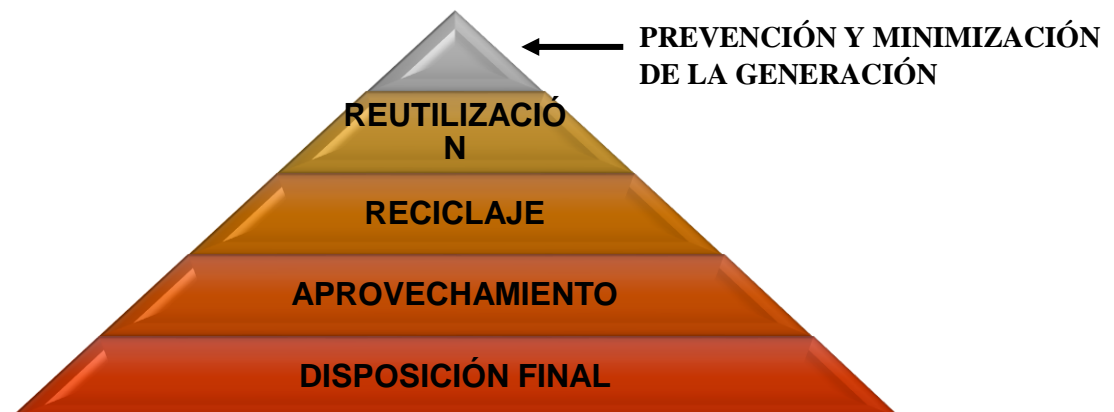 PREVENCIÓN Y MINIMIZACIÓN
DE LA GENERACIÓN
REUTILIZACIÓ
N
RECICLAJE
APROVECHAMIENTO
DISPOSICIÓN FINAL